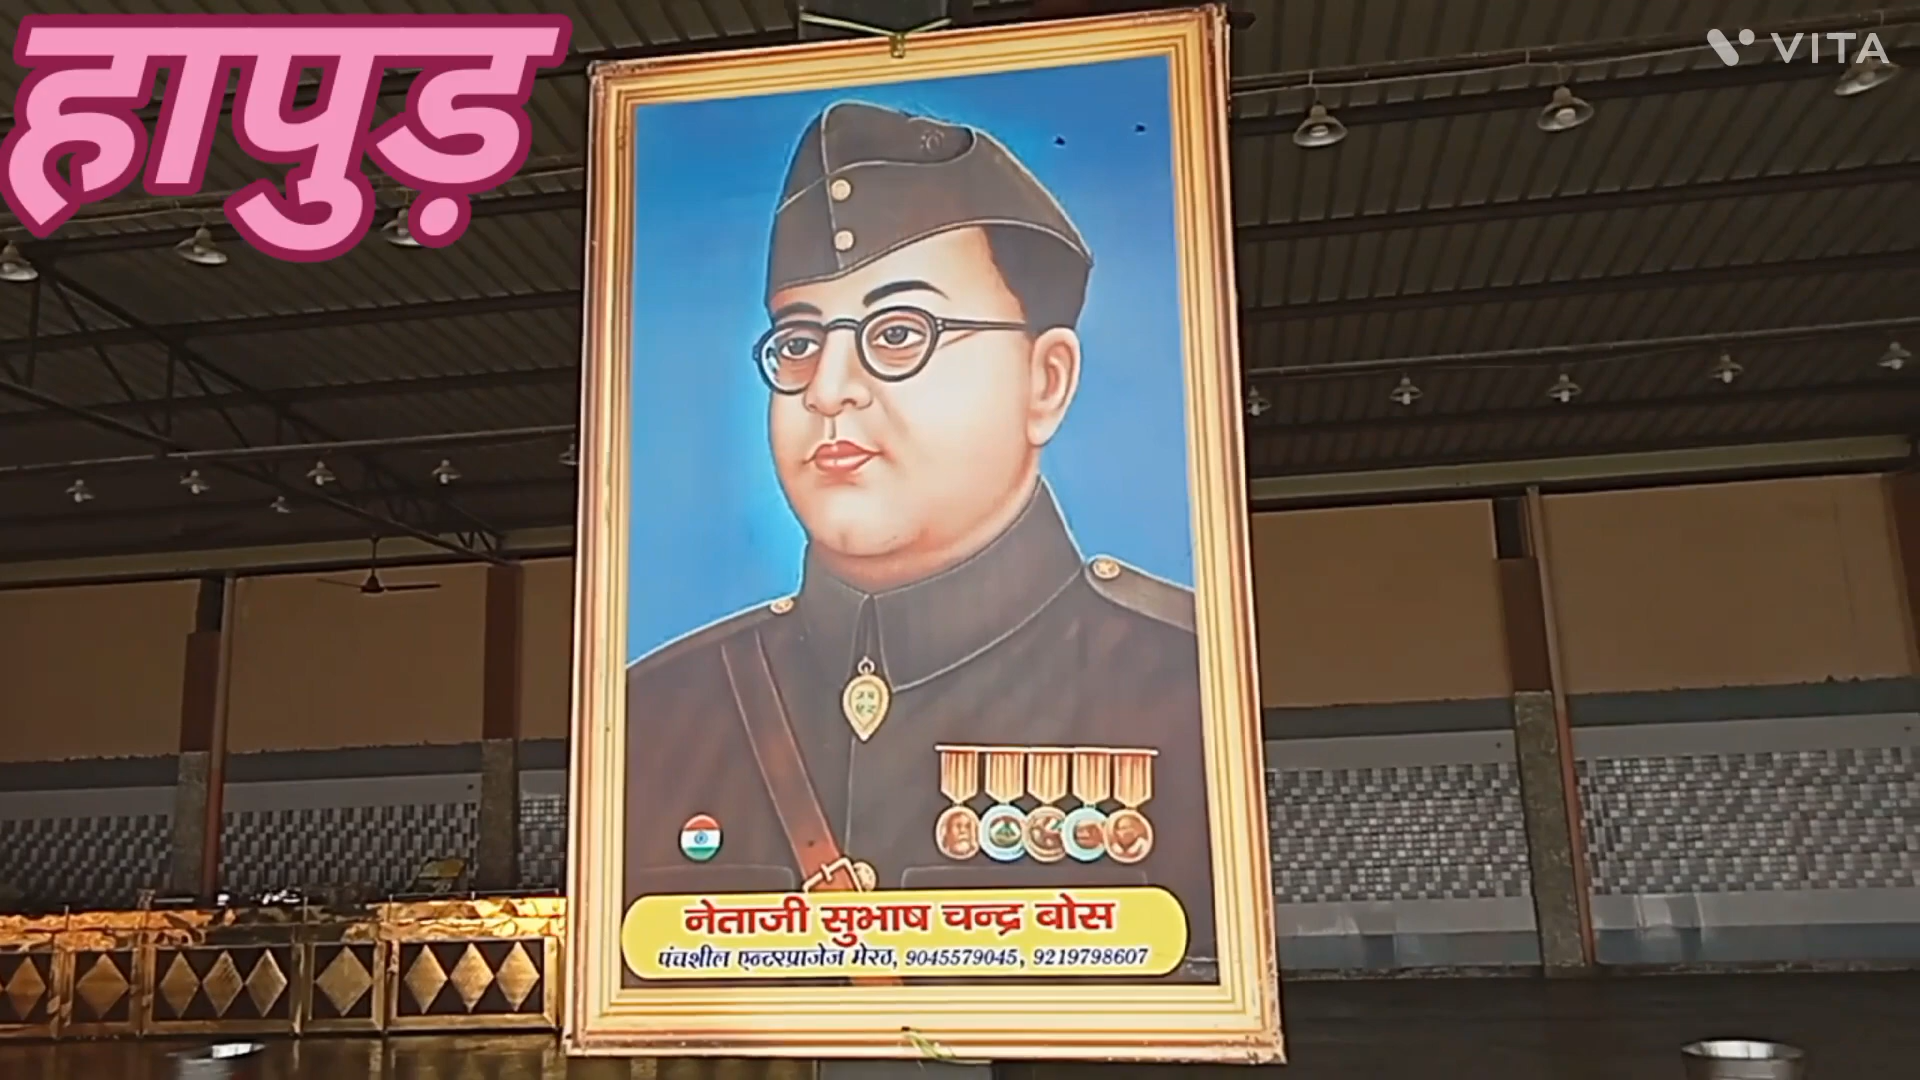 हापुड़
VITA
नेताजी सुभाष चन्द्र बोस
पंचशील एन्टरप्राजेज मेरठ, 9045579045, 9219798607